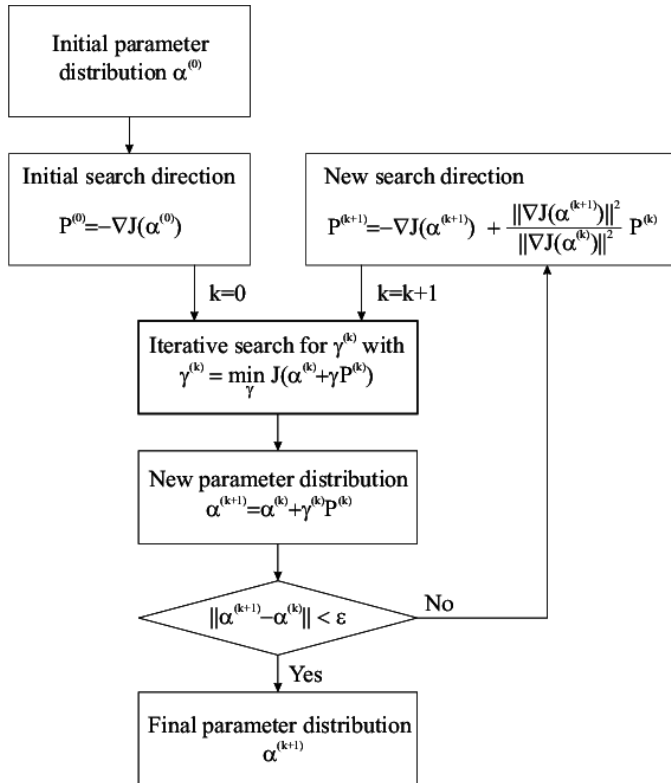 Initial parameter
distribution α⁽⁰⁾
Initial search direction
P⁽⁰⁾=−∇J(α⁽⁰⁾)
New search direction
P⁽ᵏ⁺¹⁾=−∇J(α⁽ᵏ⁺¹⁾) + ||∇J(α⁽ᵏ⁺¹⁾)||² / ||∇J(α⁽ᵏ⁾)||² P⁽ᵏ⁾
k=0
k=k+1
Iterative search for γ⁽ᵏ⁾ with
γ⁽ᵏ⁾ = min J(α⁽ᵏ⁾+γP⁽ᵏ⁾)
γ
New parameter distribution
α⁽ᵏ⁺¹⁾=α⁽ᵏ⁾+γ⁽ᵏ⁾P⁽ᵏ⁾
||α⁽ᵏ⁺¹⁾−α⁽ᵏ⁾|| < ε
No
Yes
Final parameter distribution
α⁽ᵏ⁺¹⁾